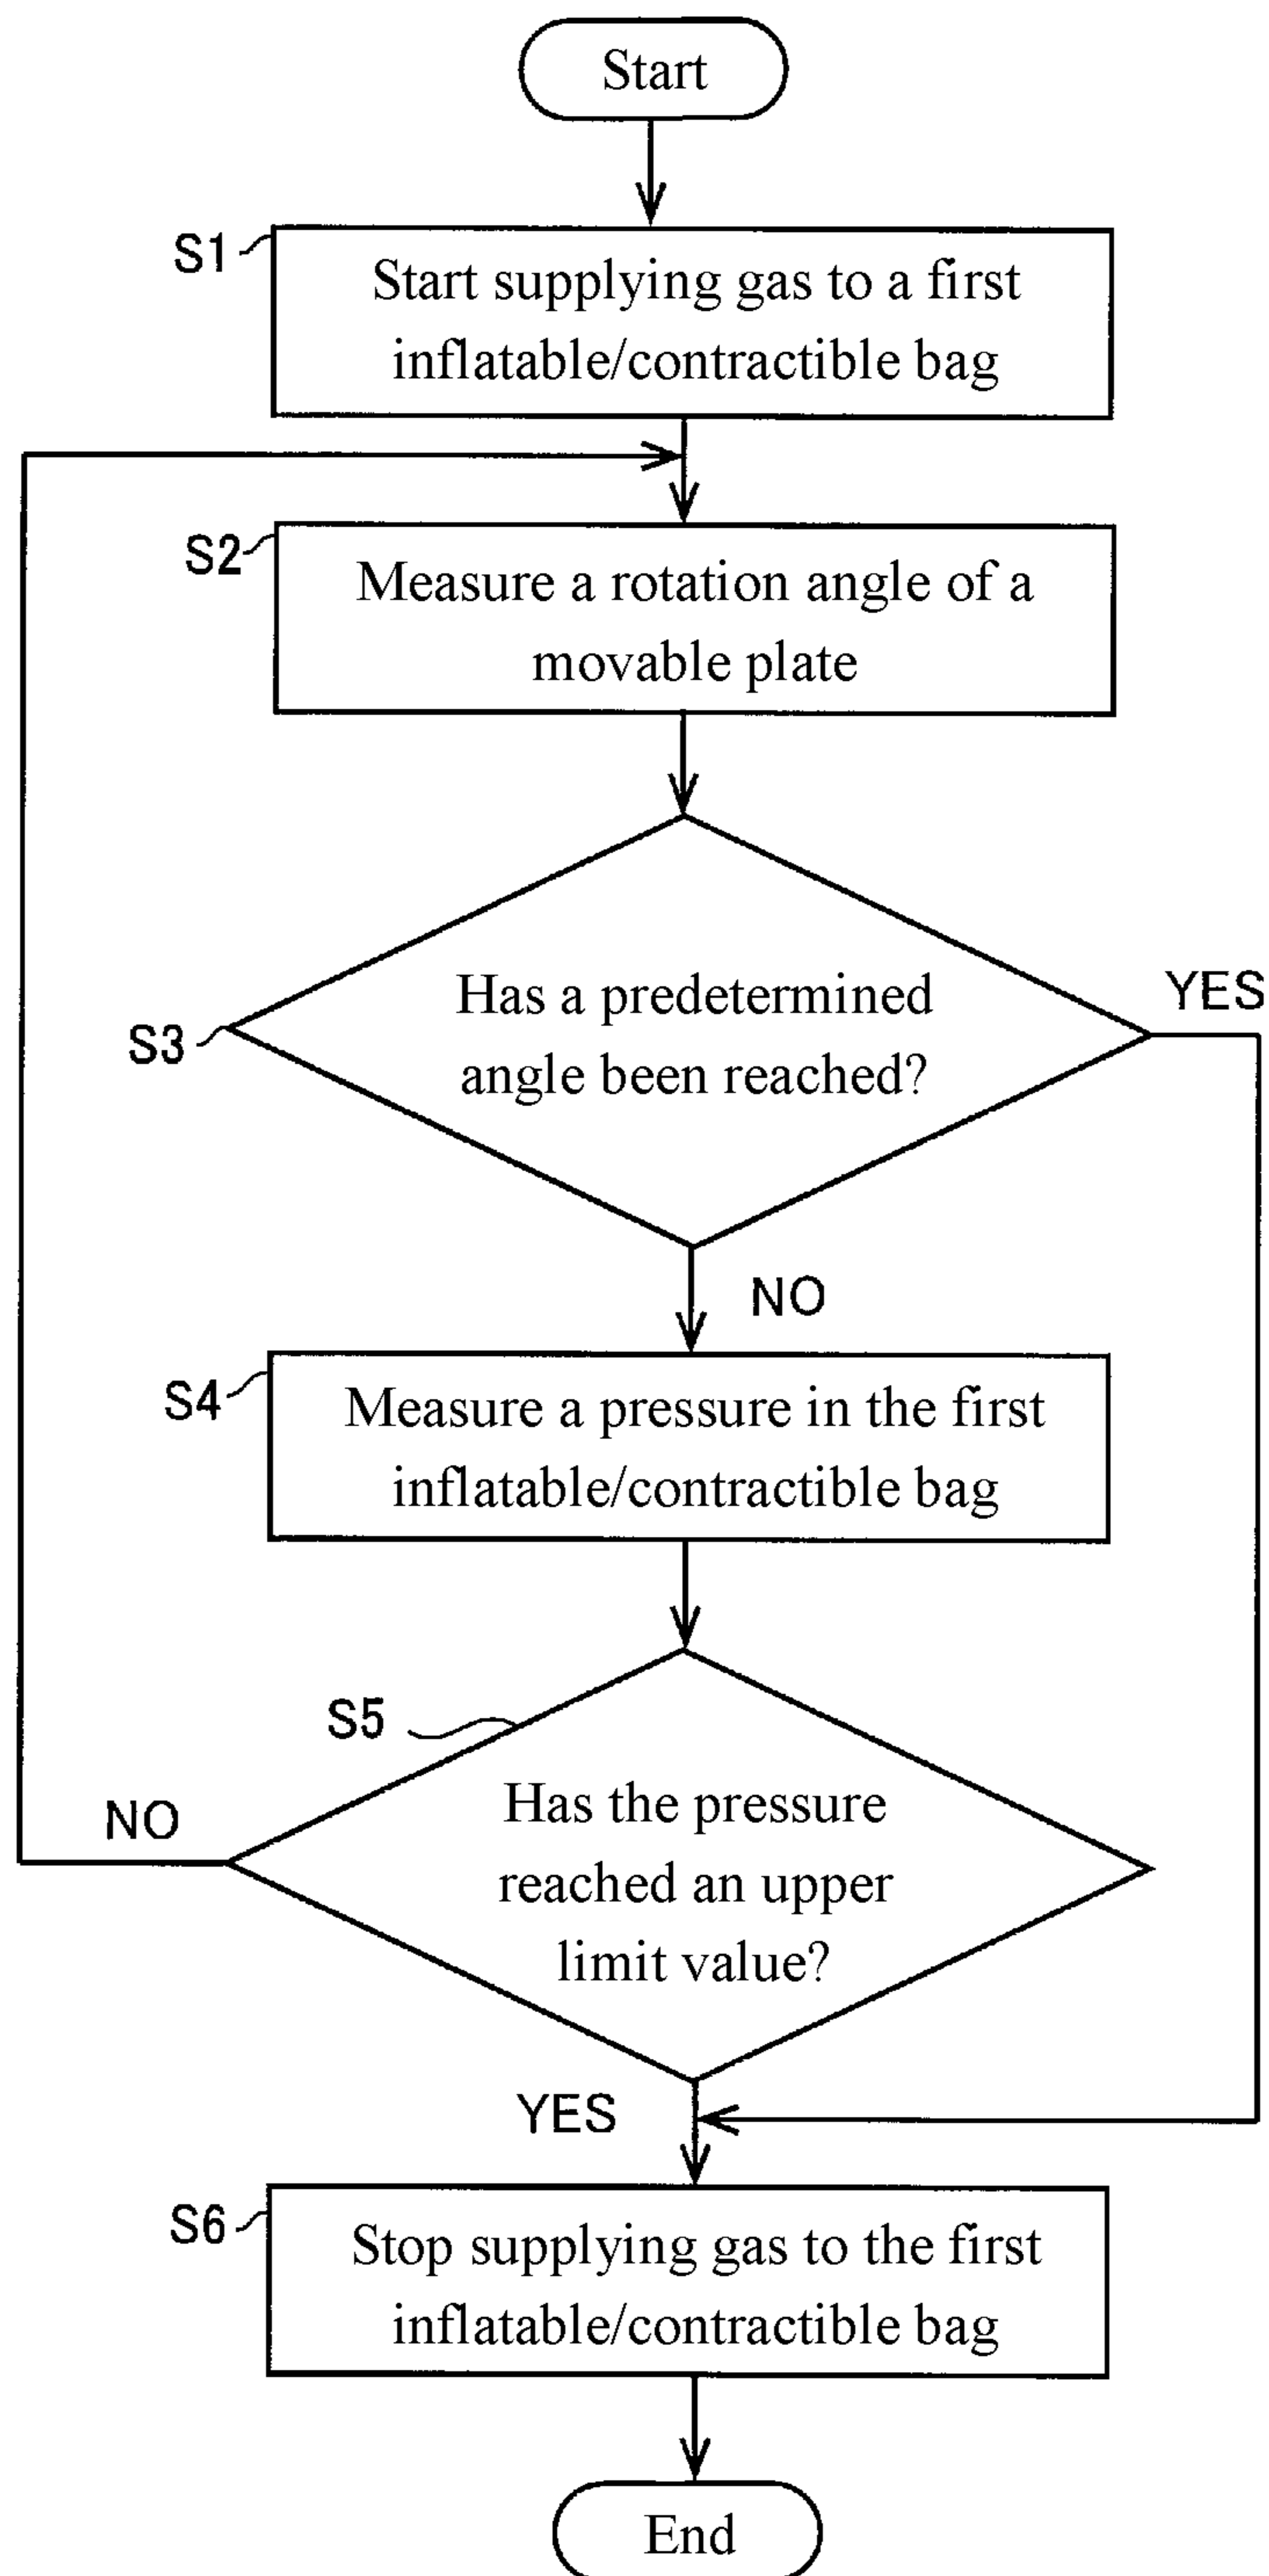 Start
S1
Start supplying gas to a first
inflatable/contractible bag
S2
Measure a rotation angle of a
movable plate
S3
Has a predetermined
angle been reached?
YES
NO
S4
Measure a pressure in the first
inflatable/contractible bag
S5
Has the pressure
reached an upper
limit value?
NO
YES
S6
Stop supplying gas to the first
inflatable/contractible bag
End